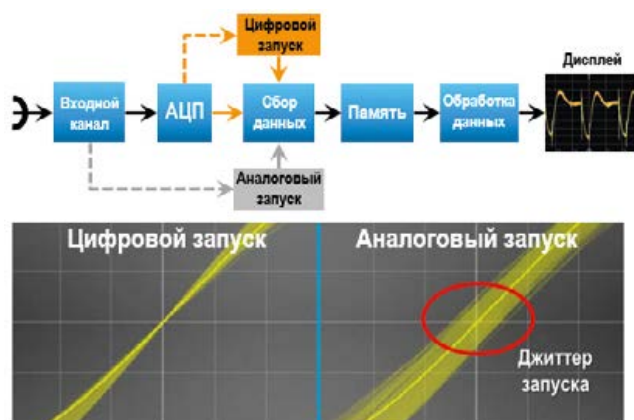 Цифровой
запуск
Дисплей
Входной
канал
АЦП
Сбор
данных
Память
Обработка
данных
Аналоговый
запуск
Цифровой запуск
Аналоговый запуск
Джиттер
запуска